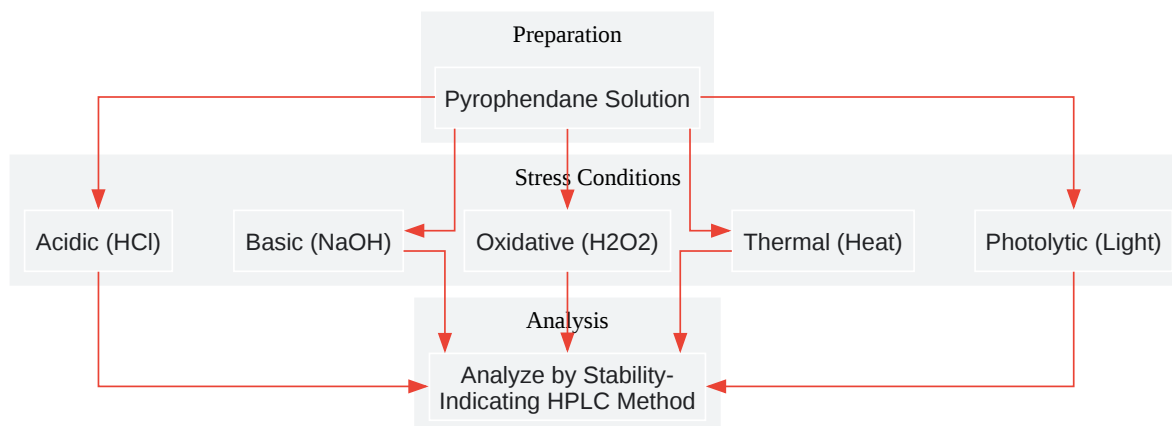 Preparation
Pyrophendane Solution
Stress Conditions
Acidic (HCl)
Basic (NaOH)
Oxidative (H2O2)
Thermal (Heat)
Photolytic (Light)
Analysis
Analyze by Stability-
Indicating HPLC Method